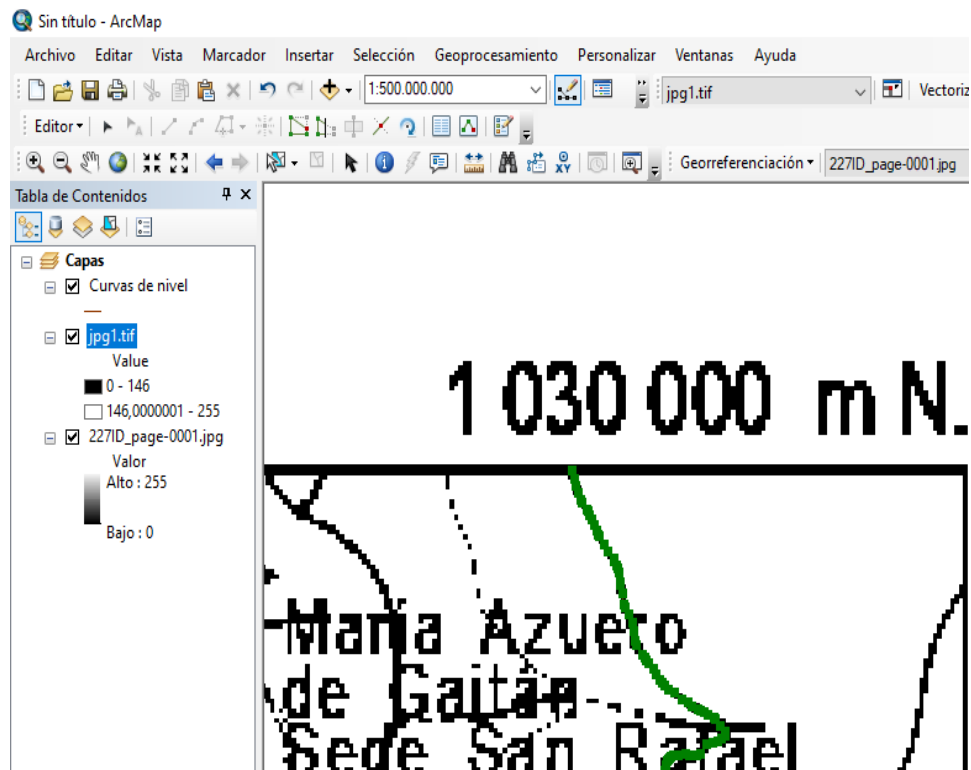 Sin título - ArcMap
Archivo Editar Vista Marcador Insertar Selección Geoprocesamiento Personalizar Ventanas Ayuda
1:500.000.000 jpg1.tif Vectoriz
Editor
XY Georreferenciación 227ID_page-0001.jpg
Tabla de Contenidos
Capas
Curvas de nivel
jpg1.tif
Value
0 - 146
146,0000001 - 255
227ID_page-0001.jpg
Valor
Alto : 255
Bajo : 0
1 030 000 m N.
María Azuero
de Gaitán
Sede San Rafael